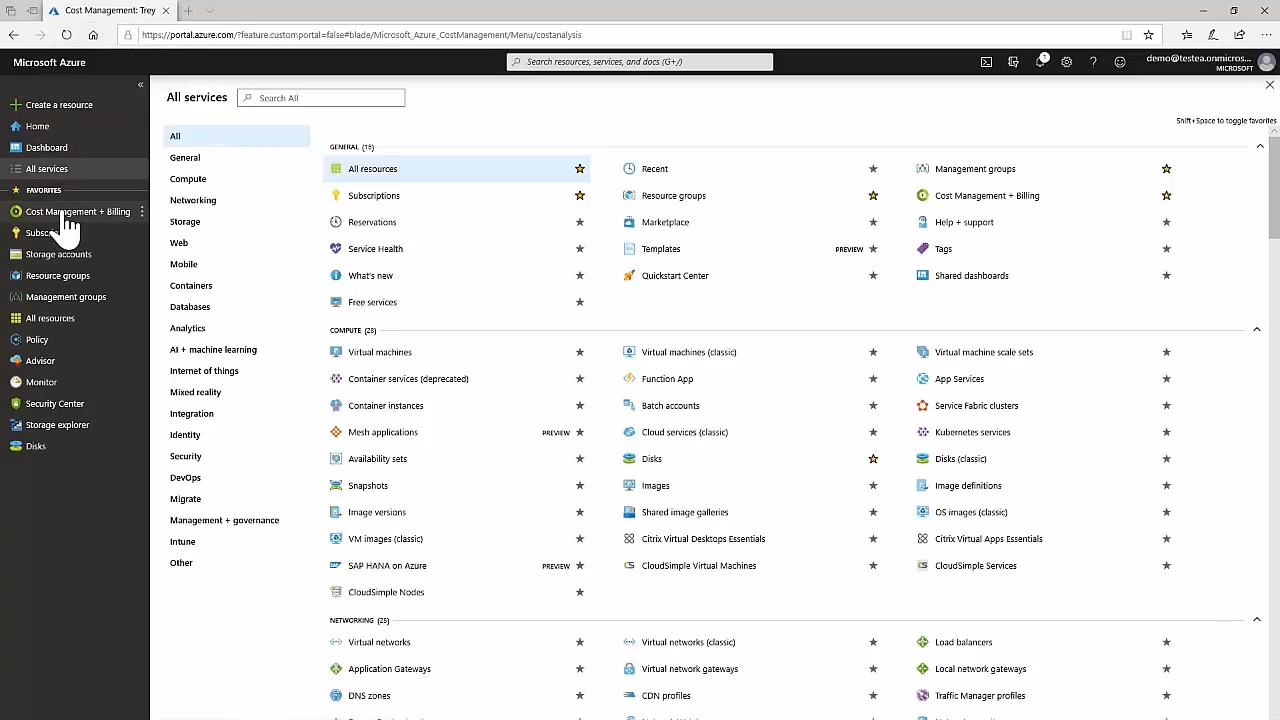 Cost Management: Trey
https://portal.azure.com/?feature.customportal=false#blade/Microsoft_Azure_CostManagement/Menu/costanalysis
Microsoft Azure
Search resources, services, and docs (G+/)
1
demo@testea.onmicros...
MICROSOFT
Create a resource
Home
Dashboard
All services
FAVORITES
Cost Management + Billing
Storage accounts
Resource groups
Management groups
All resources
Policy
Advisor
Monitor
Security Center
Storage explorer
Disks
All services
Search All
Shift+Space to toggle favorites
All
General
Compute
Networking
Storage
Web
Mobile
Containers
Databases
Analytics
AI + machine learning
Internet of things
Mixed reality
Integration
Identity
Security
DevOps
Migrate
Management + governance
Intune
Other
GENERAL (16)
All resources
Recent
Management groups
Subscriptions
Resource groups
Cost Management + Billing
Reservations
Marketplace
Help + support
Service Health
Templates PREVIEW
Tags
What's new
Quickstart Center
Shared dashboards
Free services
COMPUTE (28)
Virtual machines
Virtual machines (classic)
Virtual machine scale sets
Container services (deprecated)
Function App
App Services
Container instances
Batch accounts
Service Fabric clusters
Mesh applications PREVIEW
Cloud services (classic)
Kubernetes services
Availability sets
Disks
Disks (classic)
Snapshots
Images
Image definitions
Image versions
Shared image galleries
OS images (classic)
VM images (classic)
Citrix Virtual Desktops Essentials
Citrix Virtual Apps Essentials
SAP HANA on Azure PREVIEW
CloudSimple Virtual Machines
CloudSimple Services
CloudSimple Nodes
NETWORKING (28)
Virtual networks
Virtual networks (classic)
Load balancers
Application Gateways
Virtual network gateways
Local network gateways
DNS zones
CDN profiles
Traffic Manager profiles